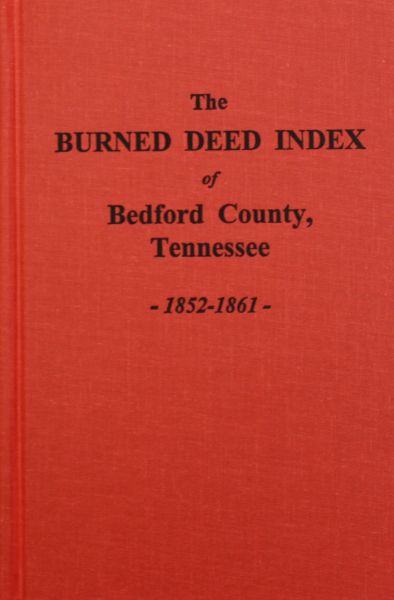 The
BURNED DEED INDEX
of
Bedford County,
Tennessee
- 1852-1861 -